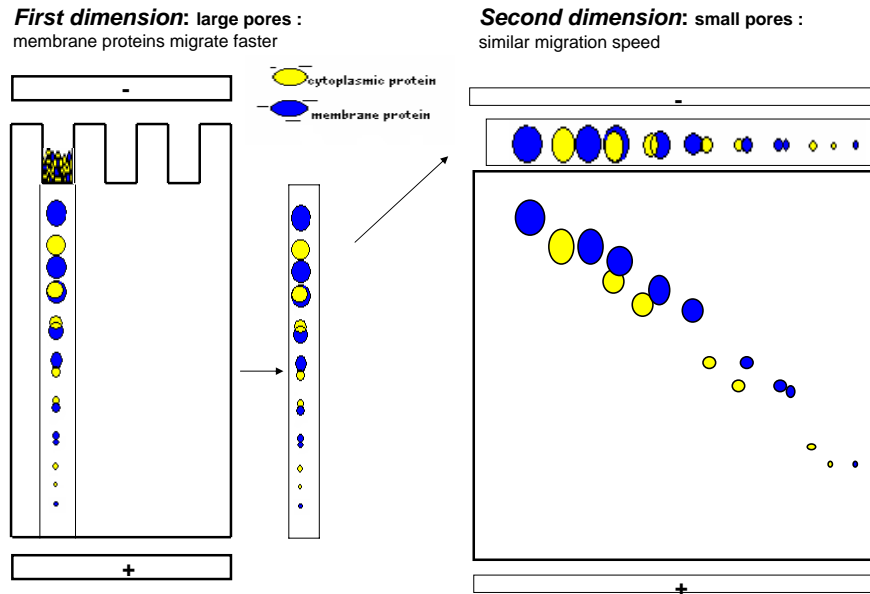 First dimension: large pores :
membrane proteins migrate faster
Second dimension: small pores :
similar migration speed
cytoplasmic protein
membrane protein
-
-
+
+